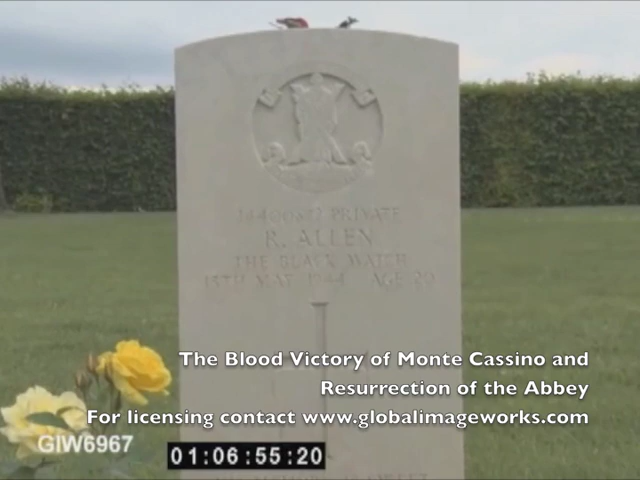 PRIVATE
R. ALLEN
THE BLACK WATCH
13TH MAY 1944 AGE 20
The Blood Victory of Monte Cassino and
Resurrection of the Abbey
For licensing contact www.globalimageworks.com
GIW6967
01:06:55:20